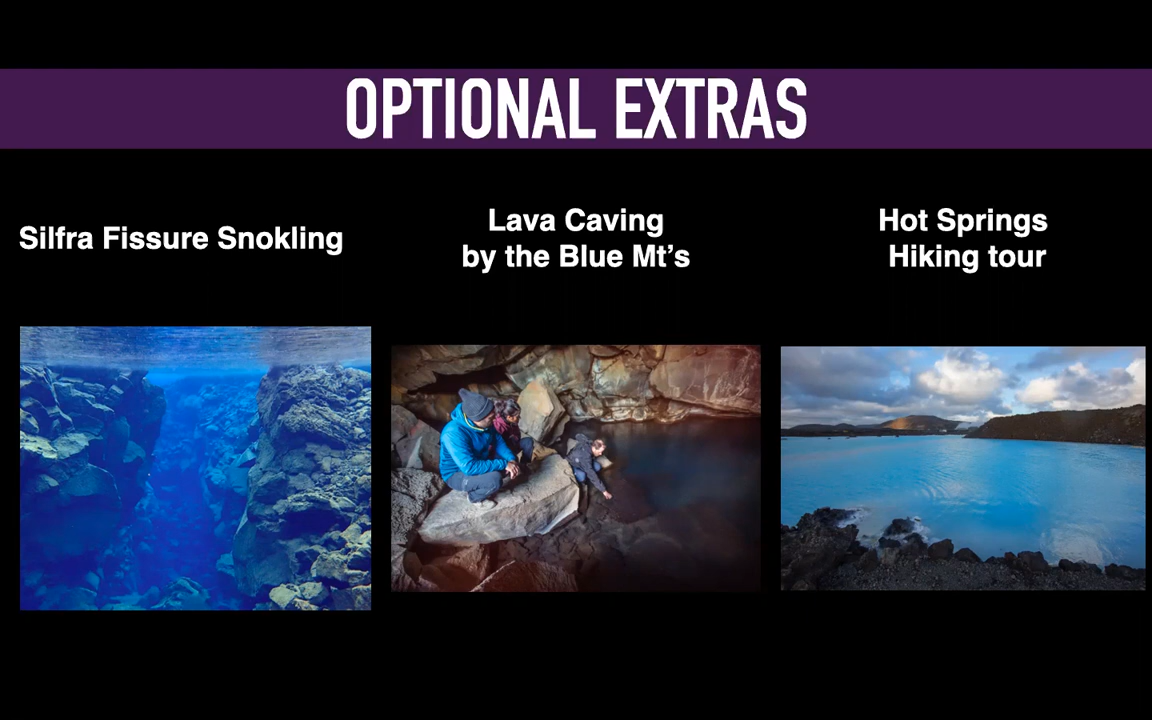 OPTIONAL EXTRAS
Silfra Fissure Snokling
Lava Caving
by the Blue Mt’s
Hot Springs
Hiking tour